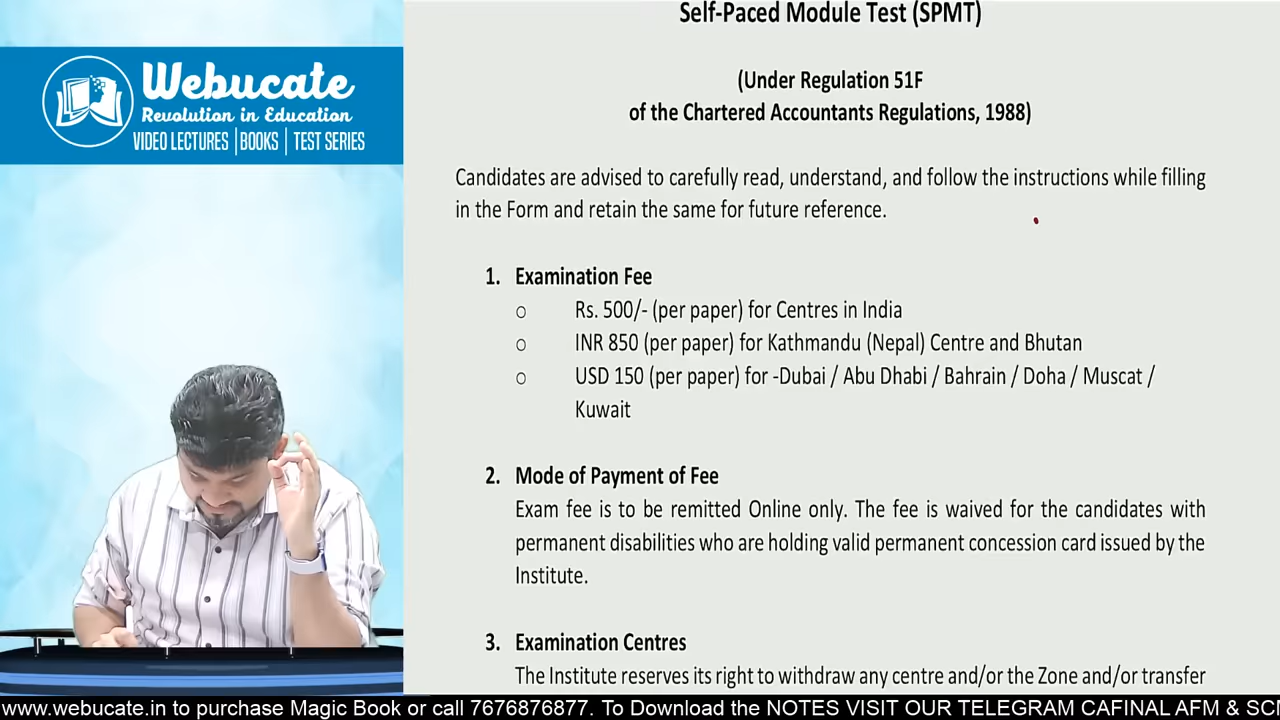 Webucate
Revolution in Education
VIDEO LECTURES | BOOKS | TEST SERIES
Self-Paced Module Test (SPMT)
(Under Regulation 51F
of the Chartered Accountants Regulations, 1988)
Candidates are advised to carefully read, understand, and follow the instructions while filling
in the Form and retain the same for future reference.
1. Examination Fee
o Rs. 500/- (per paper) for Centres in India
o INR 850 (per paper) for Kathmandu (Nepal) Centre and Bhutan
o USD 150 (per paper) for -Dubai / Abu Dhabi / Bahrain / Doha / Muscat /
Kuwait
2. Mode of Payment of Fee
Exam fee is to be remitted Online only. The fee is waived for the candidates with
permanent disabilities who are holding valid permanent concession card issued by the
Institute.
3. Examination Centres
The Institute reserves its right to withdraw any centre and/or the Zone and/or transfer
www.webucate.in to purchase Magic Book or call 7676876877. To Download the NOTES VISIT OUR TELEGRAM CAFINAL AFM & SC